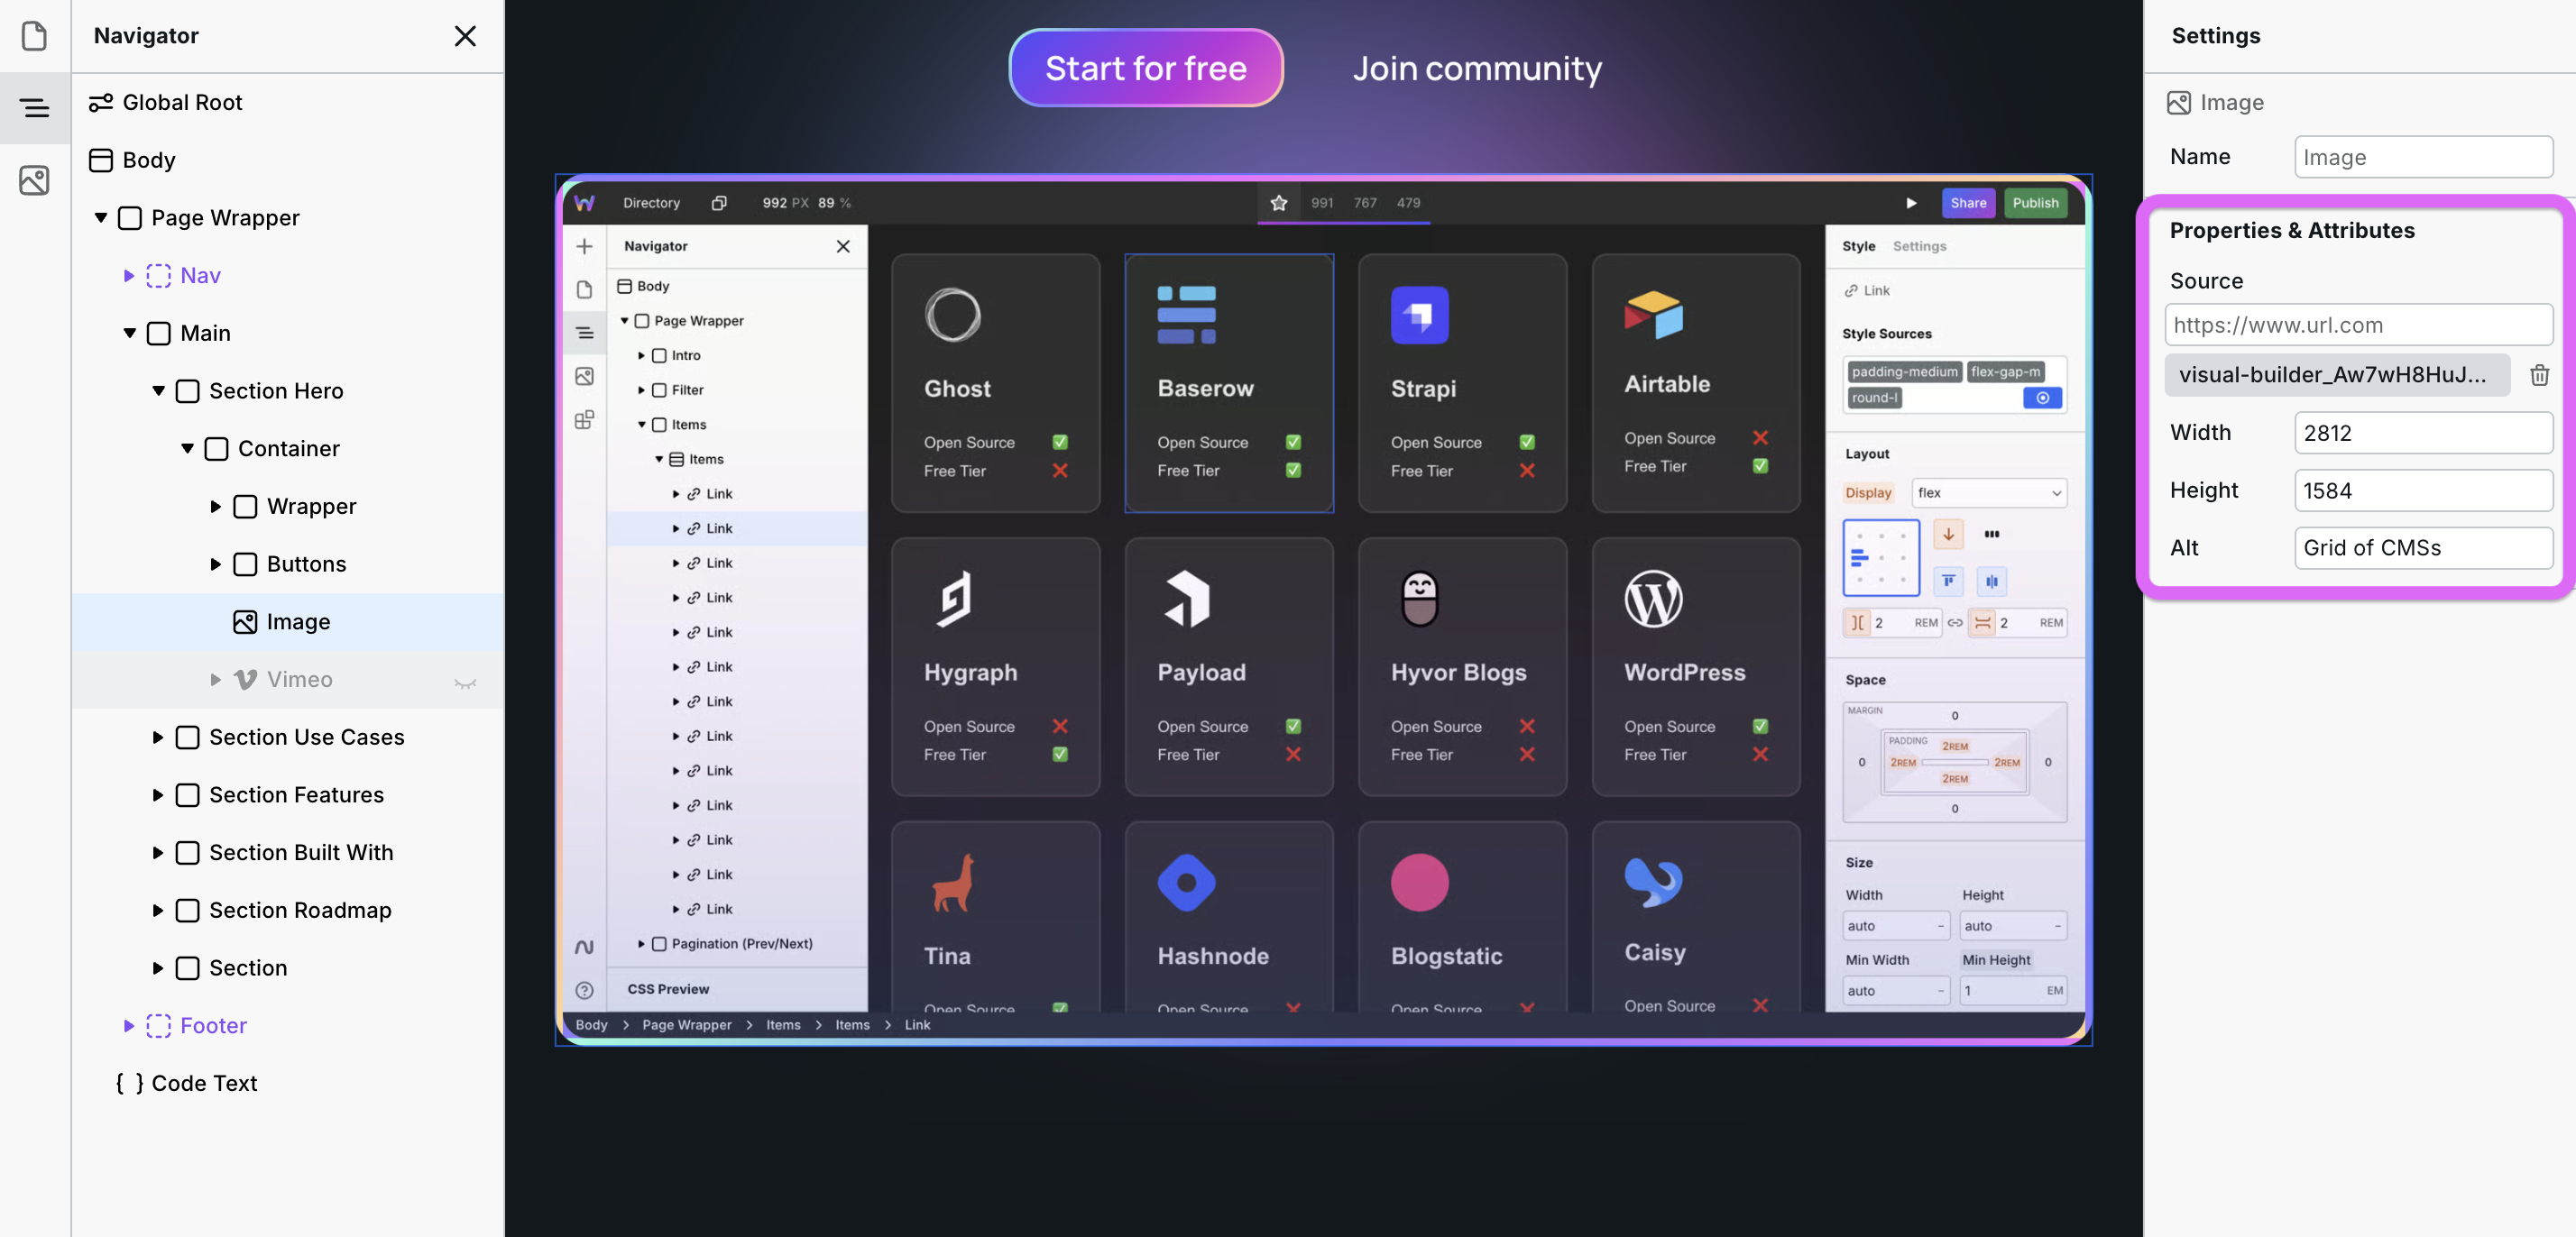 Navigator
Global Root
Body
Page Wrapper
Nav
Main
Section Hero
Container
Wrapper
Buttons
Image
Vimeo
Section Use Cases
Section Features
Section Built With
Section Roadmap
Section
Footer
{ } Code Text
Start for free
Join community
Directory
992 PX 89 %
991
767
479
Share
Publish
Navigator
Body
Page Wrapper
Intro
Filter
Items
Items
Link
Link
Link
Link
Link
Link
Link
Link
Link
Link
Link
Link
Link
Pagination (Prev/Next)
CSS Preview
Ghost
Open Source
Free Tier
Baserow
Open Source
Free Tier
Strapi
Open Source
Free Tier
Airtable
Open Source
Free Tier
Hygraph
Open Source
Free Tier
Payload
Open Source
Free Tier
Hyvor Blogs
Open Source
Free Tier
WordPress
Open Source
Free Tier
Tina
Open Source
Hashnode
Open Source
Blogstatic
Open Source
Caisy
Open Source
Style Settings
Link
Style Sources
padding-medium flex-gap-m
round-l
Layout
Display flex
2 REM 2 REM
Space
MARGIN
0
PADDING
2REM
0 2REM 2REM 0
2REM
0
Size
Width Height
auto – auto –
Min Width Min Height
auto – 1 EM
Body > Page Wrapper > Items > Items > Link
Settings
Image
Name Image
Properties & Attributes
Source
https://www.url.com
visual-builder_Aw7wH8HuJ...
Width 2812
Height 1584
Alt Grid of CMSs